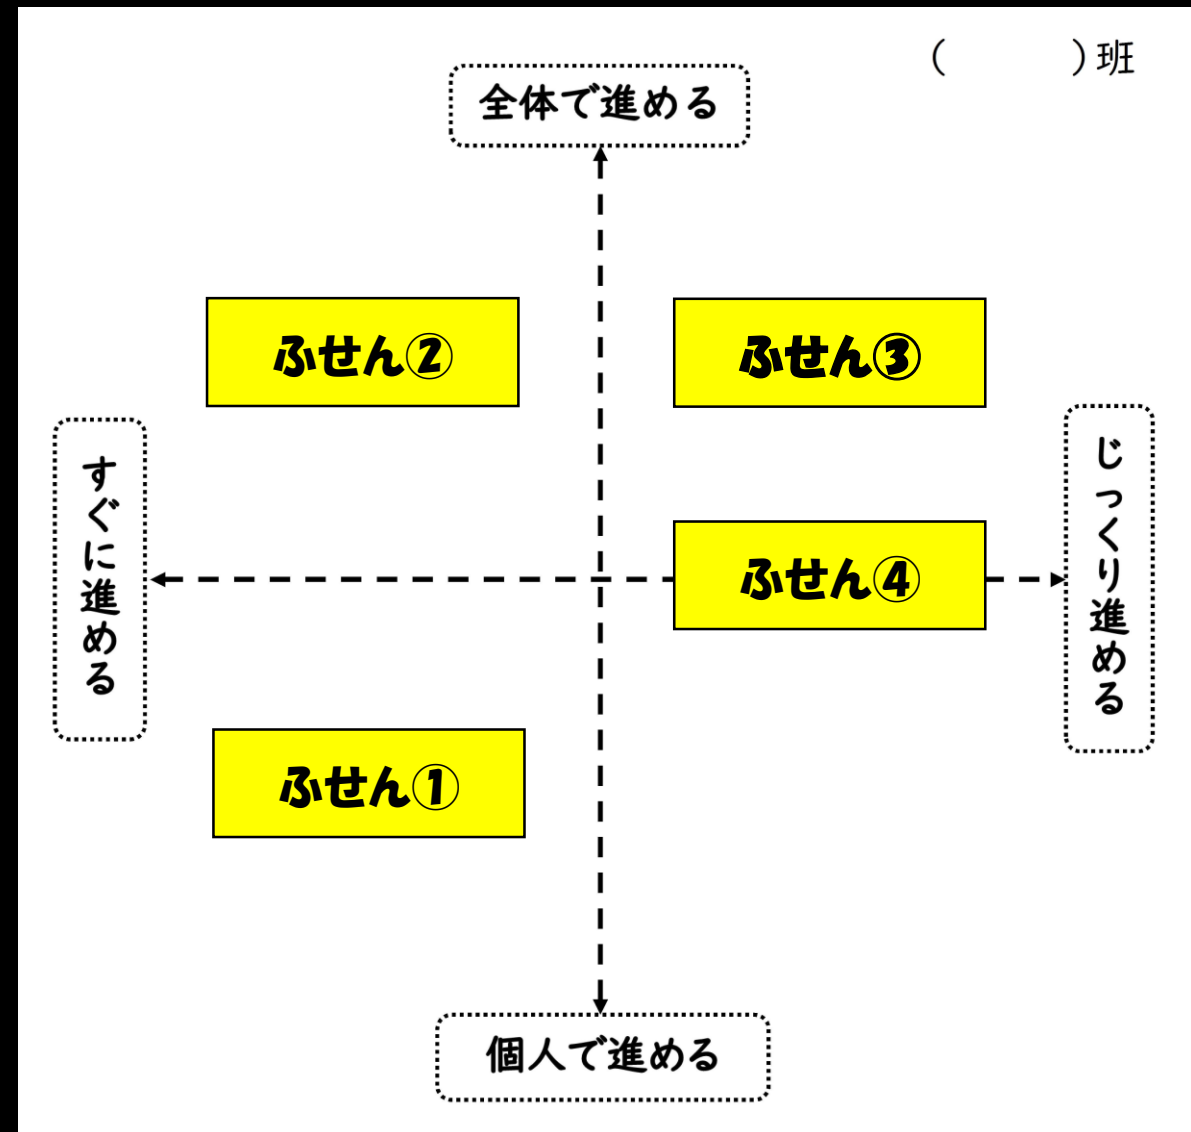 （　　　）班
全体で進める
ふせん②
ふせん③
すぐに進める
じっくり進める
ふせん④
ふせん①
個人で進める